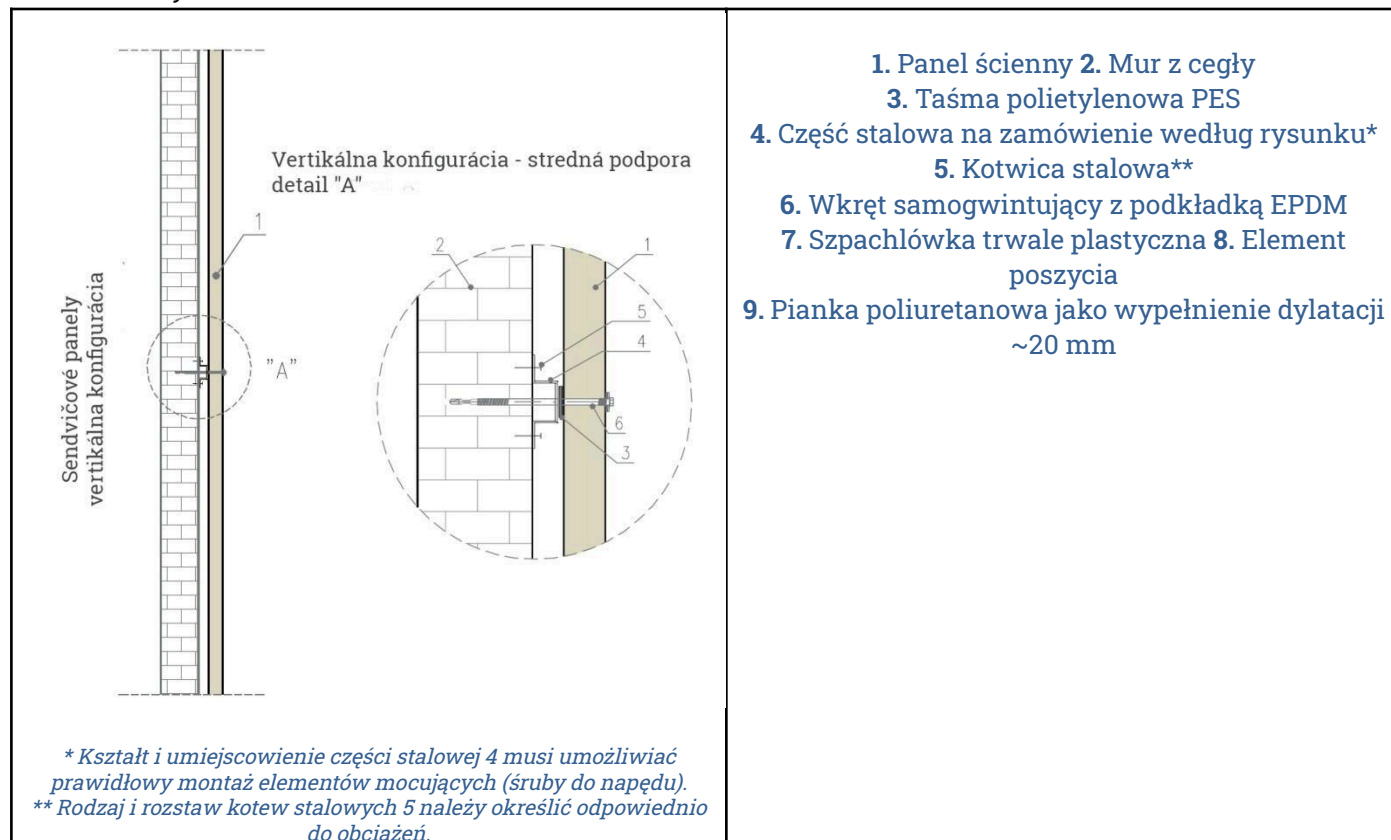 Vertikálna konfigurácia - stredná podpora
detail "A"
Sendvičové panely
vertikálna konfigurácia
1
"A"
2
1
5
4
6
3
* Kształt i umiejscowienie części stalowej 4 musi umożliwiać
prawidłowy montaż elementów mocujących (śruby do napędu).
** Rodzaj i rozstaw kotew stalowych 5 należy określić odpowiednio
do obciążeń.
1. Panel ścienny 2. Mur z cegły
3. Taśma polietylenowa PES
4. Część stalowa na zamówienie według rysunku*
5. Kotwica stalowa**
6. Wkręt samogwintujący z podkładką EPDM
7. Szpachlówka trwale plastyczna 8. Element
poszycia
9. Pianka poliuretanowa jako wypełnienie dylatacji
~20 mm